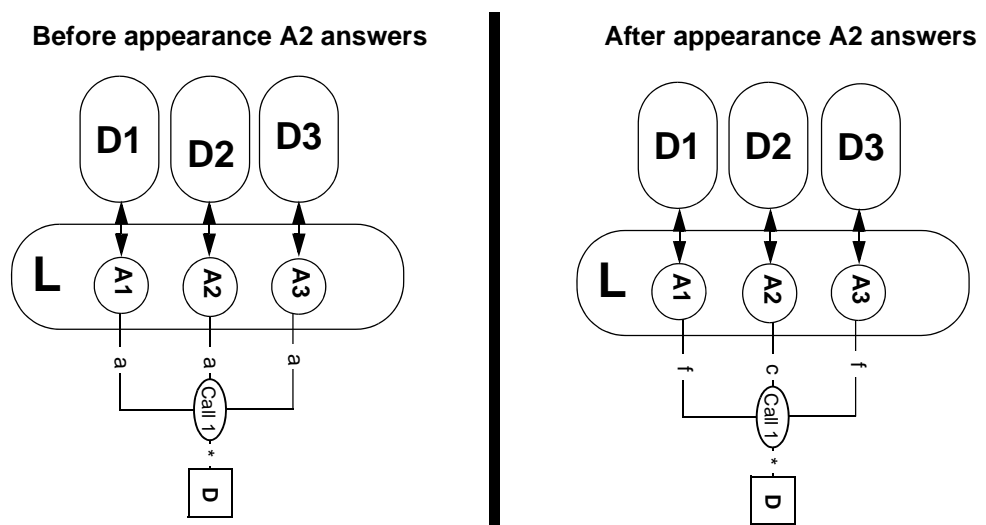 Before appearance A2 answers
D1 D2 D3
L A1 A2 A3
a a a
Call 1
*
D
After appearance A2 answers
D1 D2 D3
L A1 A2 A3
f c f
Call 1
*
D